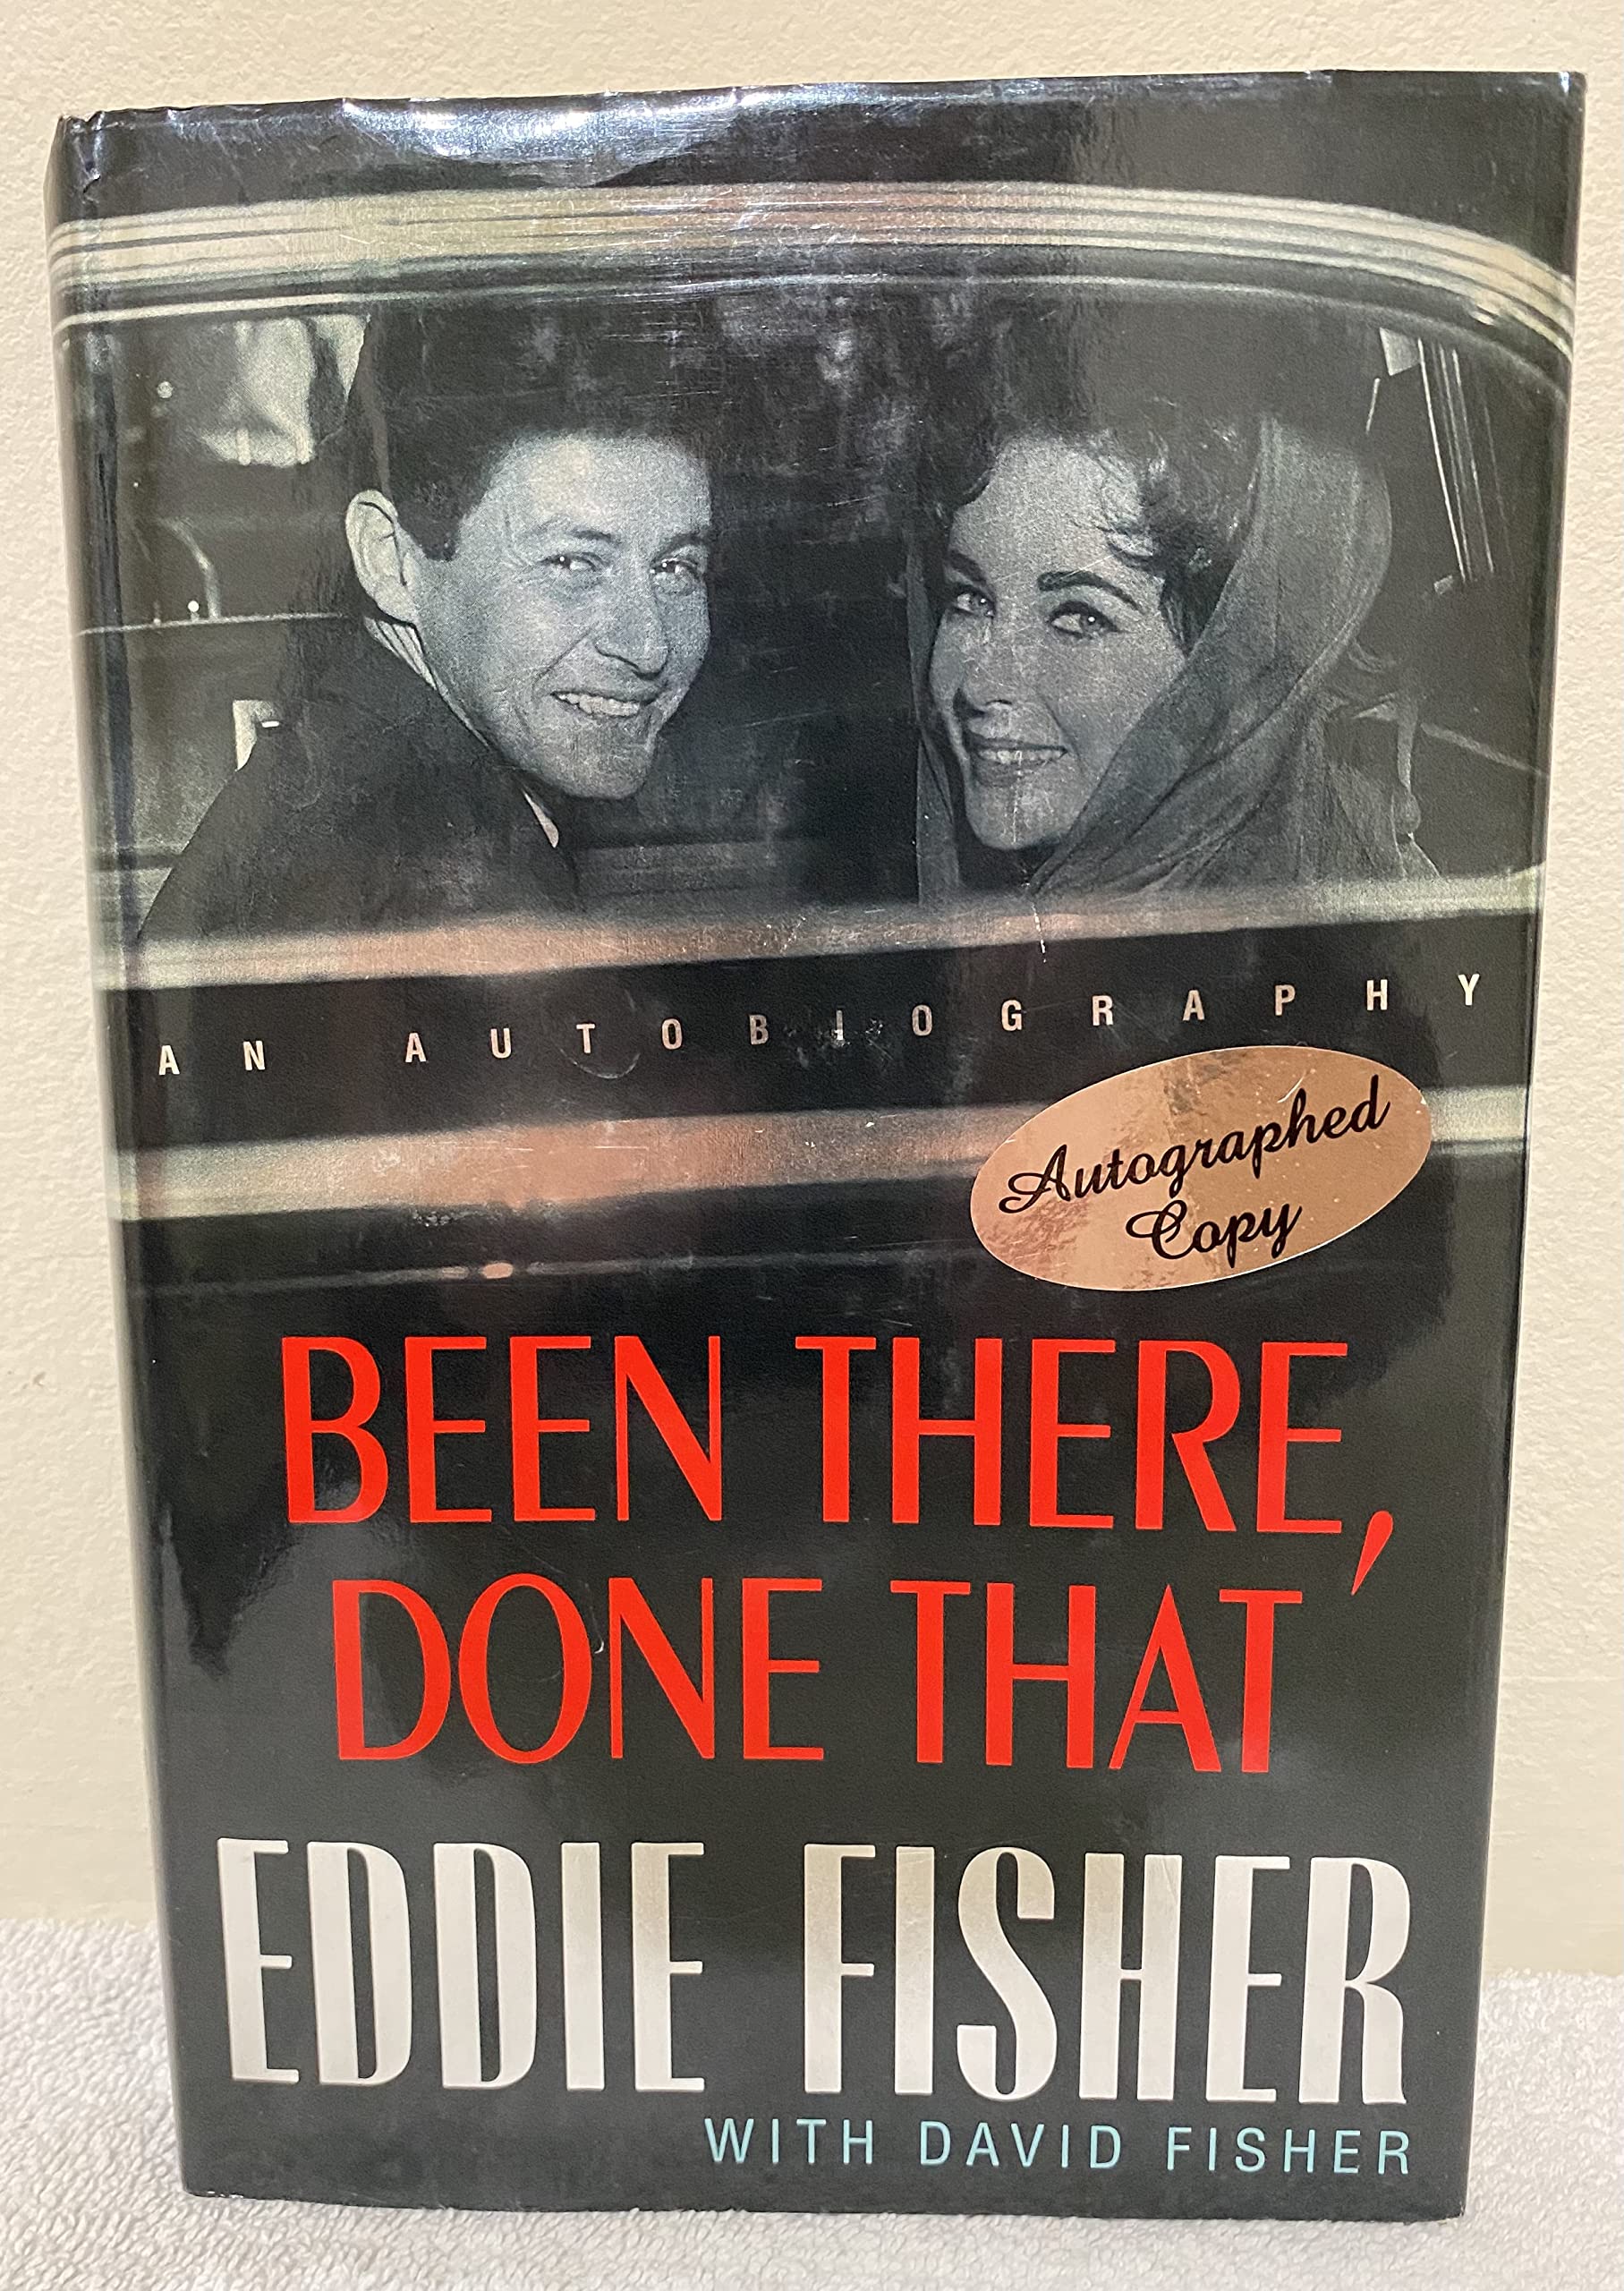 AN AUTOBIOGRAPHY
Autographed
Copy
BEEN THERE,
DONE THAT
EDDIE FISHER
WITH DAVID FISHER